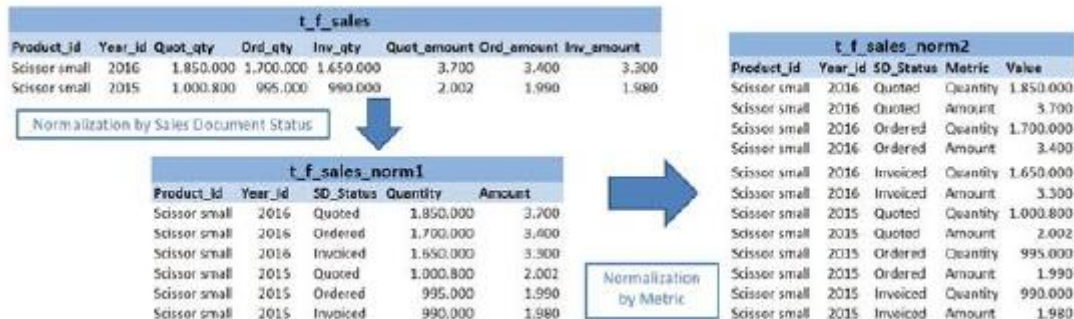 t_f_sales
Product_id Year_id Quot_qty Ord_qty Inv_qty Quot_amount Ord_amount Inv_amount
Scissor small 2016 1.850.000 1.700.000 1.650.000 3.700 3.400 3.300
Scissor small 2015 1.000.800 995.000 990.000 2.002 1.990 1.980
Normalization by Sales Document Status
t_f_sales_norm1
Product_id Year_id SD_Status Quantity Amount
Scissor small 2016 Quoted 1.850.000 3.700
Scissor small 2016 Ordered 1.700.000 3.400
Scissor small 2016 Invoiced 1.650.000 3.300
Scissor small 2015 Quoted 1.000.800 2.002
Scissor small 2015 Ordered 995.000 1.990
Scissor small 2015 Invoiced 990.000 1.980
Normalization
by Metric
t_f_sales_norm2
Product_id Year_id SD_Status Metric Value
Scissor small 2016 Quoted Quantity 1.850.000
Scissor small 2016 Quoted Amount 3.700
Scissor small 2016 Ordered Quantity 1.700.000
Scissor small 2016 Ordered Amount 3.400
Scissor small 2016 Invoiced Quantity 1.650.000
Scissor small 2016 Invoiced Amount 3.300
Scissor small 2015 Quoted Quantity 1.000.800
Scissor small 2015 Quoted Amount 2.002
Scissor small 2015 Ordered Quantity 995.000
Scissor small 2015 Ordered Amount 1.990
Scissor small 2015 Invoiced Quantity 990.000
Scissor small 2015 Invoiced Amount 1.980